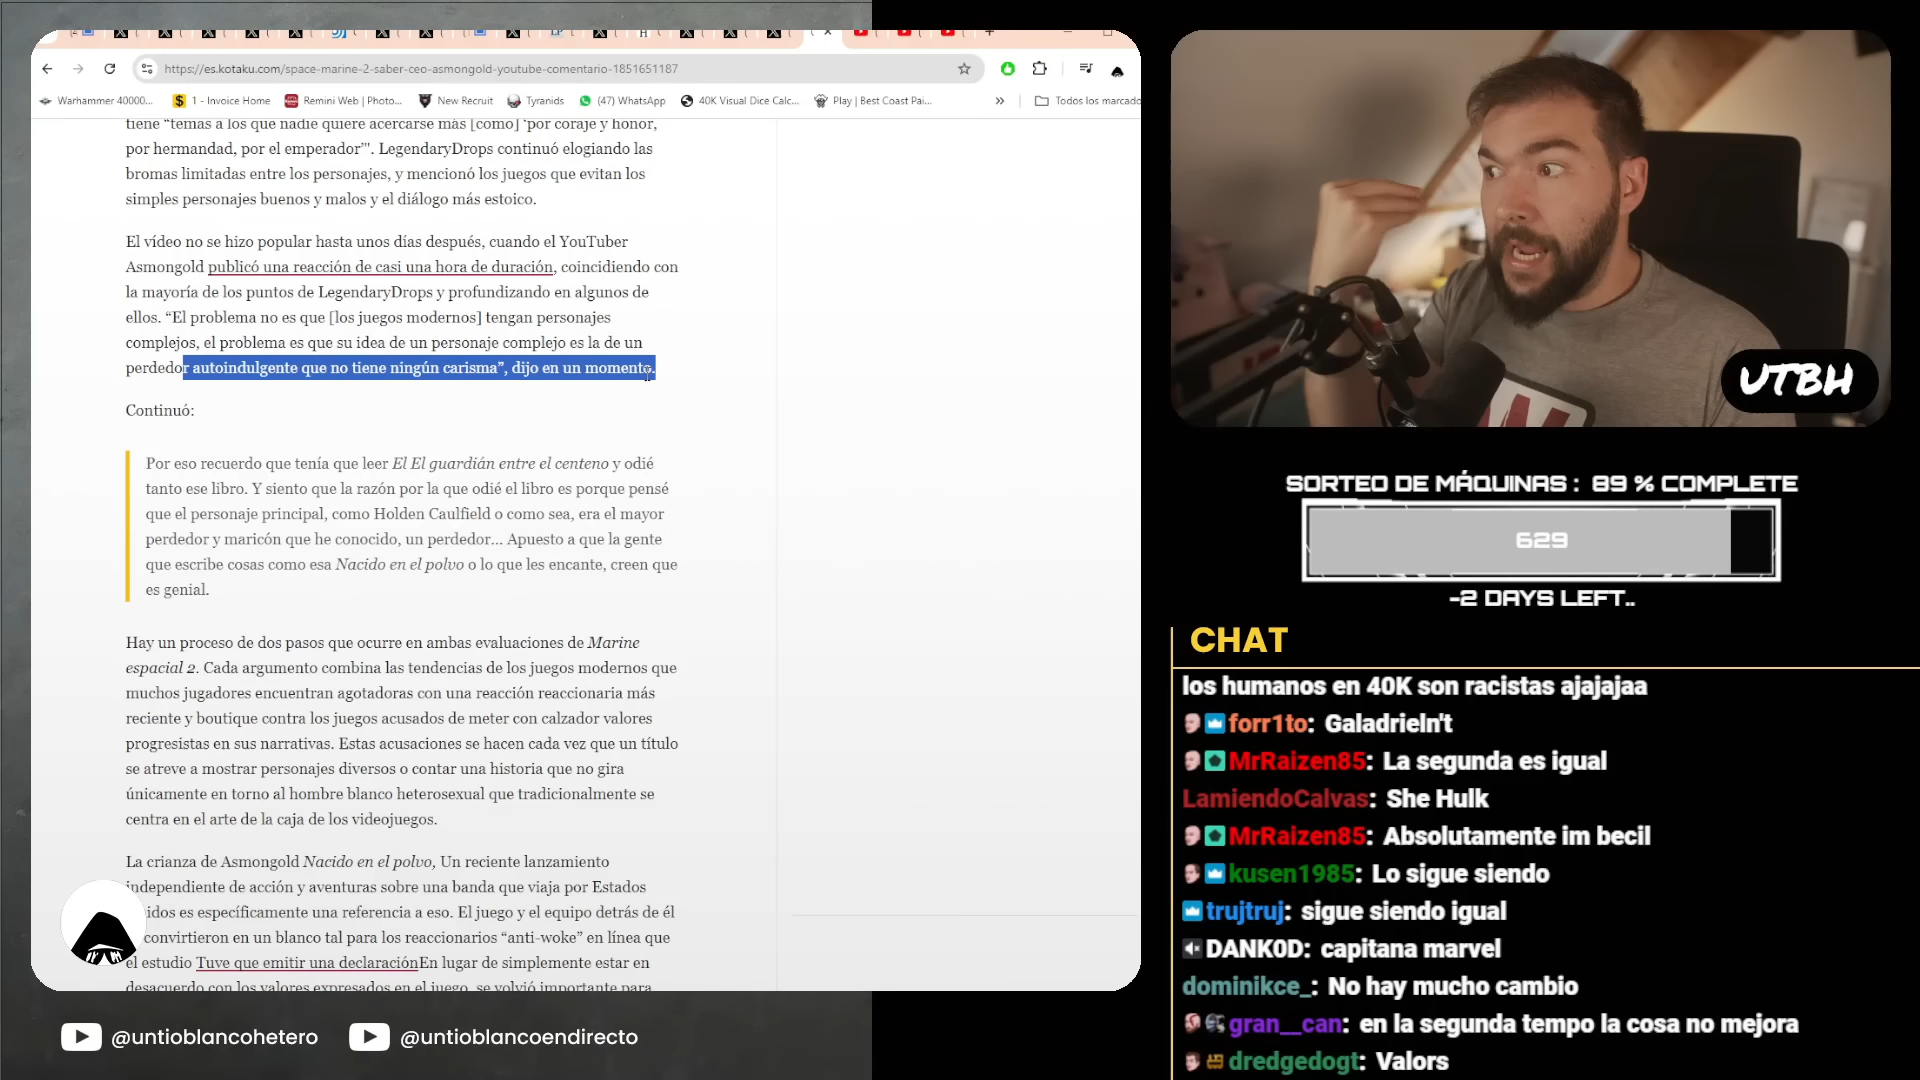 https://es.kotaku.com/space-marine-2-saber-ceo-asmongold-youtube-comentario-1851651187
Warhammer 40000...
1 - Invoice Home
Remini Web | Photo...
New Recruit
Tyranids
(47) WhatsApp
40K Visual Dice Calc...
Play | Best Coast Pai...
»
Todos los marcado
tiene “temas a los que nadie quiere acercarse más [como] ‘por coraje y honor,
por hermandad, por el emperador’". LegendaryDrops continuó elogiando las
bromas limitadas entre los personajes, y mencionó los juegos que evitan los
simples personajes buenos y malos y el diálogo más estoico.
El vídeo no se hizo popular hasta unos días después, cuando el YouTuber
Asmongold publicó una reacción de casi una hora de duración, coincidiendo con
la mayoría de los puntos de LegendaryDrops y profundizando en algunos de
ellos. “El problema no es que [los juegos modernos] tengan personajes
complejos, el problema es que su idea de un personaje complejo es la de un
perdedor autoindulgente que no tiene ningún carisma”, dijo en un momento.
Continuó:
Por eso recuerdo que tenía que leer El El guardián entre el centeno y odié
tanto ese libro. Y siento que la razón por la que odié el libro es porque pensé
que el personaje principal, como Holden Caulfield o como sea, era el mayor
perdedor y maricón que he conocido, un perdedor... Apuesto a que la gente
que escribe cosas como esa Nacido en el polvo o lo que les encante, creen que
es genial.
Hay un proceso de dos pasos que ocurre en ambas evaluaciones de Marine
espacial 2. Cada argumento combina las tendencias de los juegos modernos que
muchos jugadores encuentran agotadoras con una reacción reaccionaria más
reciente y boutique contra los juegos acusados de meter con calzador valores
progresistas en sus narrativas. Estas acusaciones se hacen cada vez que un título
se atreve a mostrar personajes diversos o contar una historia que no gira
únicamente en torno al hombre blanco heterosexual que tradicionalmente se
centra en el arte de la caja de los videojuegos.
La crianza de Asmongold Nacido en el polvo, Un reciente lanzamiento
independiente de acción y aventuras sobre una banda que viaja por Estados
idos es específicamente una referencia a eso. El juego y el equipo detrás de él
convirtieron en un blanco tal para los reaccionarios “anti-woke” en línea que
el estudio Tuve que emitir una declaraciónEn lugar de simplemente estar en
desacuerdo con los valores expresados en el juego, se volvió importante para
@untioblancohetero
@untioblancoendirecto
UTBH
SORTEO DE MÁQUINAS : 89 % COMPLETE
629
-2 DAYS LEFT..
CHAT
los humanos en 40K son racistas ajajajaa
forr1to: Galadrieln't
MrRaizen85: La segunda es igual
LamiendoCalvas: She Hulk
MrRaizen85: Absolutamente im becil
kusen1985: Lo sigue siendo
trujtruj: sigue siendo igual
DANK0D: capitana marvel
dominikce_: No hay mucho cambio
gran__can: en la segunda tempo la cosa no mejora
dredgedogt: Valors